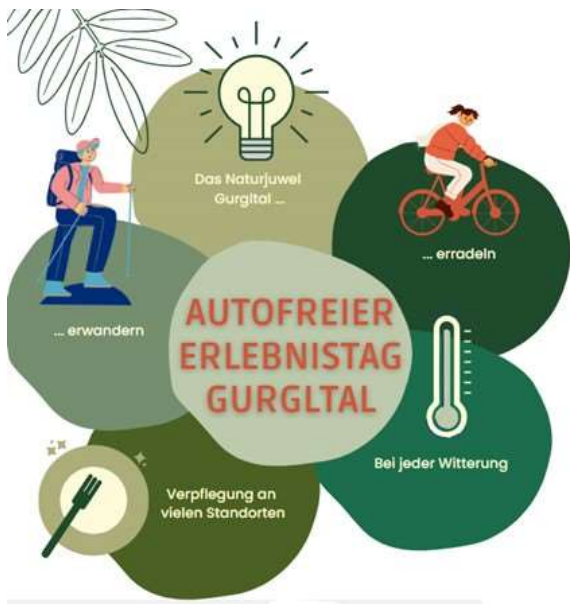 Das Naturjuwel
Gurgltal ...
... erradeln
... erwandern
AUTOFREIER
ERLEBNISTAG
GURGLTAL
Bei jeder Witterung
Verpflegung an
vielen Standorten